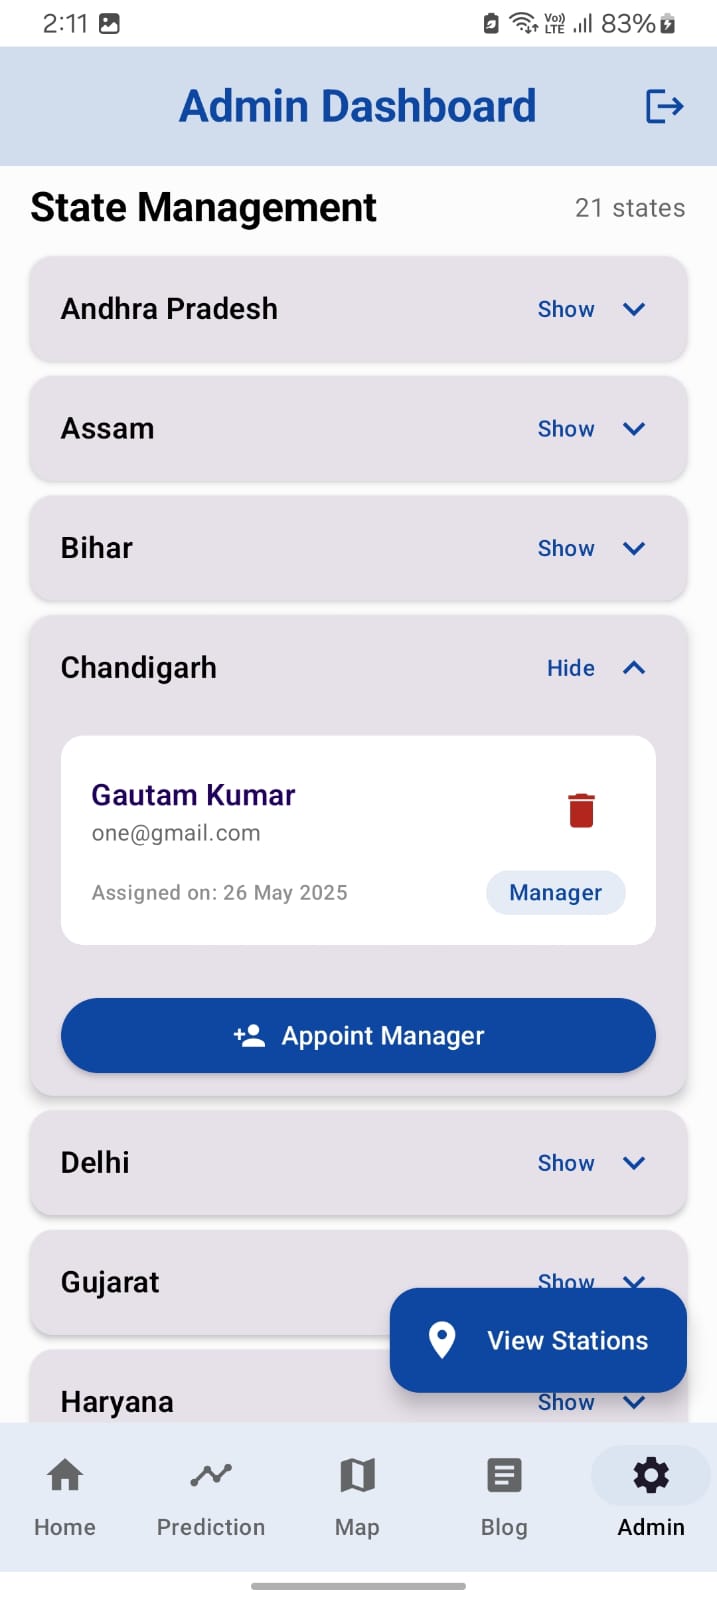 2:11
Vo))
LTE
83%
Admin Dashboard
State Management
21 states
Andhra Pradesh
Show
Assam
Show
Bihar
Show
Chandigarh
Hide
Gautam Kumar
one@gmail.com
Assigned on: 26 May 2025
Manager
Appoint Manager
Delhi
Show
Gujarat
Show
View Stations
Haryana
Show
Home
Prediction
Map
Blog
Admin